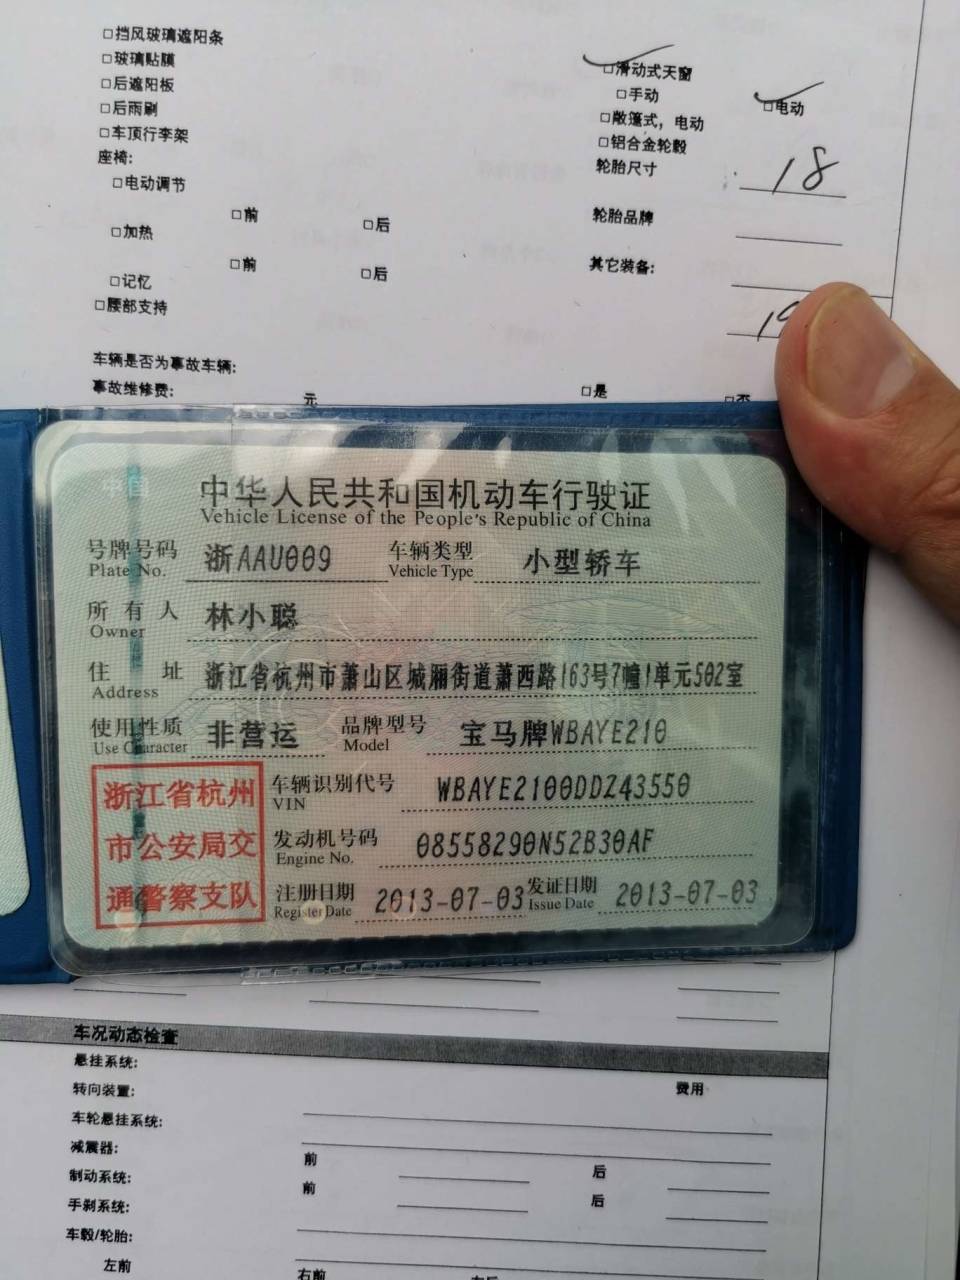 □挡风玻璃遮阳条
□玻璃贴膜
□后遮阳板
□后雨刷
□车顶行李架
座椅:
□电动调节
□前 □后
□加热
□前 □后
□记忆
□腰部支持
□滑动式天窗
□手动 □电动
□敞篷式，电动
□铝合金轮毂
轮胎尺寸 18
轮胎品牌
其它装备:
车辆是否为事故车辆:
□是 □否
事故维修费: 元
中华人民共和国机动车行驶证
Vehicle License of the People's Republic of China
号牌号码 浙AAU009 车辆类型 小型轿车
Plate No. Vehicle Type
所有人 林小聪
Owner
住址 浙江省杭州市萧山区城厢街道萧西路163号7幢1单元502室
Address
使用性质 非营运 品牌型号 宝马牌WBAYE210
Use Character Model
浙江省杭州
市公安局交
通警察支队
车辆识别代号 WBAYE2100DDZ43550
VIN
发动机号码 08558290N52B30AF
Engine No.
注册日期 2013-07-03 发证日期 2013-07-03
Register Date Issue Date
车况动态检查
悬挂系统:
费用
转向装置:
车轮悬挂系统:
减震器: 前 后
制动系统: 前 后
手刹系统:
车毂/轮胎:
左前 右前